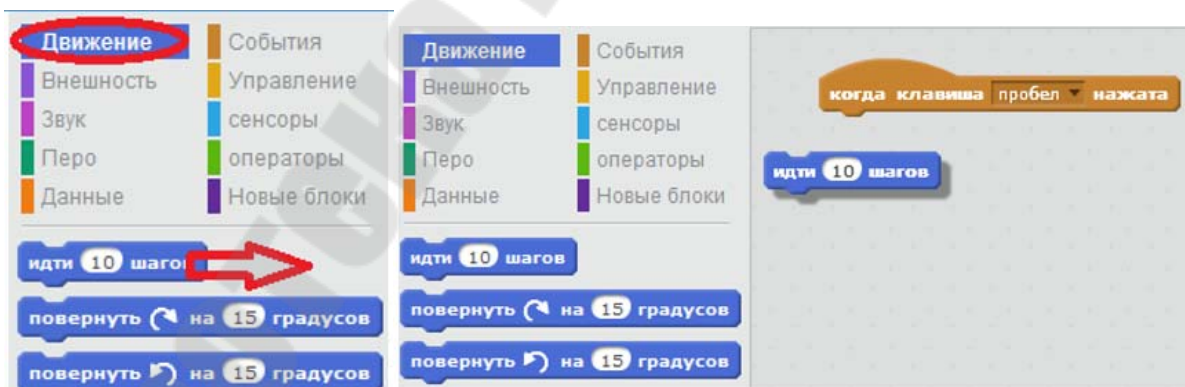 Движение События
Внешность Управление
Звук сенсоры
Перо операторы
Данные Новые блоки
идти 10 шагов
повернуть на 15 градусов
повернуть на 15 градусов
Движение События
Внешность Управление
Звук сенсоры
Перо операторы
Данные Новые блоки
идти 10 шагов
повернуть на 15 градусов
повернуть на 15 градусов
когда клавиша пробел нажата
идти 10 шагов